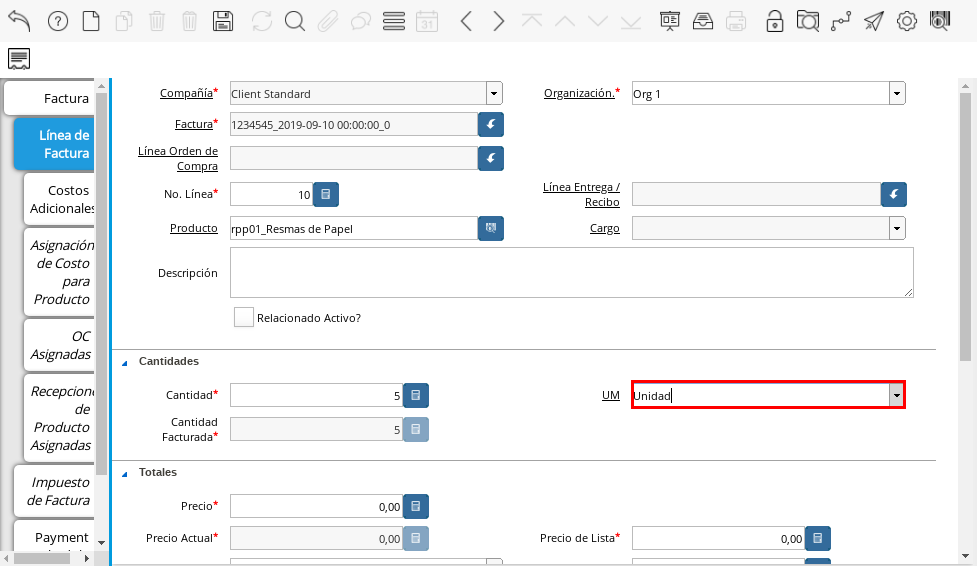 31
Factura
Línea de
Factura
Costos
Adicionales
Asignación
de Costo
para
Producto
OC
Asignadas
Recepcione
de
Producto
Asignadas
Impuesto
de Factura
Payment
Compañía* Client Standard Organización.* Org 1
Factura* 1234545_2019-09-10 00:00:00_0
Línea Orden de
Compra
No. Línea* 10 Línea Entrega /
Recibo
Producto rpp01_Resmas de Papel Cargo
Descripción
Relacionado Activo?
Cantidades
Cantidad* 5 UM Unidad
Cantidad
Facturada* 5
Totales
Precio* 0,00
Precio Actual* 0,00 Precio de Lista* 0,00